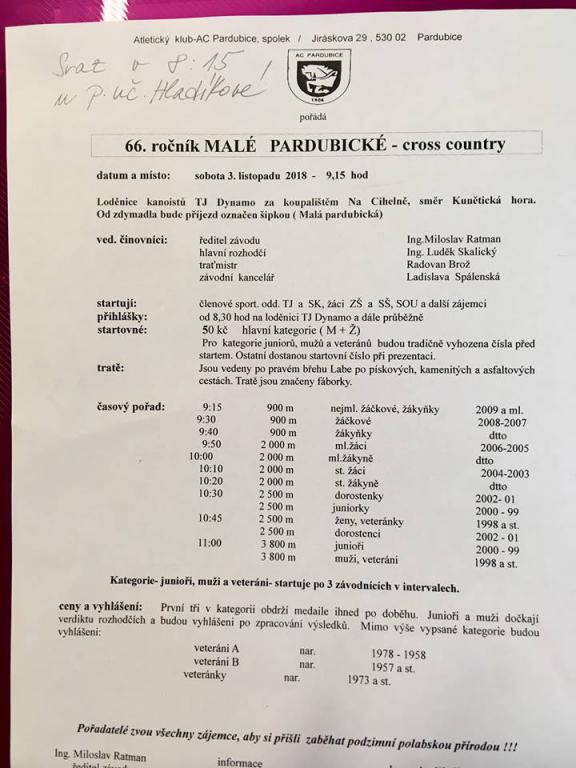 Atletický klub-AC Pardubice, spolek / Jiráskova 29 , 530 02 Pardubice
Sraz v 8:15
u p. uč. Hladíkové!
AC PARDUBICE
1906
pořádá
66. ročník MALÉ PARDUBICKÉ - cross country
datum a místo: sobota 3. listopadu 2018 - 9,15 hod
Loděnice kanoistů TJ Dynamo za koupalištěm Na Cihelně, směr Kunětická hora.
Od zdymadla bude příjezd označen šipkou ( Malá pardubická)
ved. činovníci: ředitel závodu Ing.Miloslav Ratman
hlavní rozhodčí Ing. Luděk Skalický
traťmistr Radovan Brož
závodní kancelář Ladislava Spálenská
startují: členové sport. odd. TJ a SK, žáci ZŠ a SŠ, SOU a další zájemci
přihlášky: od 8,30 hod na loděnici TJ Dynamo a dále průběžně
startovné: 50 kč hlavní kategorie ( M + Ž)
Pro kategorie juniorů, mužů a veteránů budou tradičně vyhozena čísla před
startem. Ostatní dostanou startovní číslo při prezentaci.
tratě: Jsou vedeny po pravém břehu Labe po pískových, kamenitých a asfaltových
cestách. Tratě jsou značeny fáborky.
časový pořad: 9:15 900 m nejml. žáčkové, žákyňky 2009 a ml.
9:30 900 m žáčkové 2008-2007
9:40 900 m žákyňky dtto
9:50 2 000 m ml.žáci 2006-2005
10:00 2 000 m ml.žákyně dtto
10:10 2 000 m st. žáci 2004-2003
10:20 2 000 m st. žákyně dtto
10:30 2 500 m dorostenky 2002- 01
2 500 m juniorky 2000 - 99
10:45 2 500 m ženy, veteránky 1998 a st.
2 500 m dorostenci 2002 - 01
11:00 3 800 m junioři 2000 - 99
3 800 m muži, veteráni 1998 a st.
Kategorie- junioři, muži a veteráni- startuje po 3 závodnících v intervalech.
ceny a vyhlášení: První tři v kategorii obdrží medaile ihned po doběhu. Junioři a muži dočkají
verdiktu rozhodčích a budou vyhlášeni po zpracování výsledků. Mimo výše vypsané kategorie budou
vyhlášeni:
veteráni A nar. 1978 - 1958
veteráni B nar. 1957 a st.
veteránky nar. 1973 a st.
Pořadatelé zvou všechny zájemce, aby si přišli zaběhat podzimní polabskou přírodou !!!
Ing. Miloslav Ratman
ředitel závodu informace